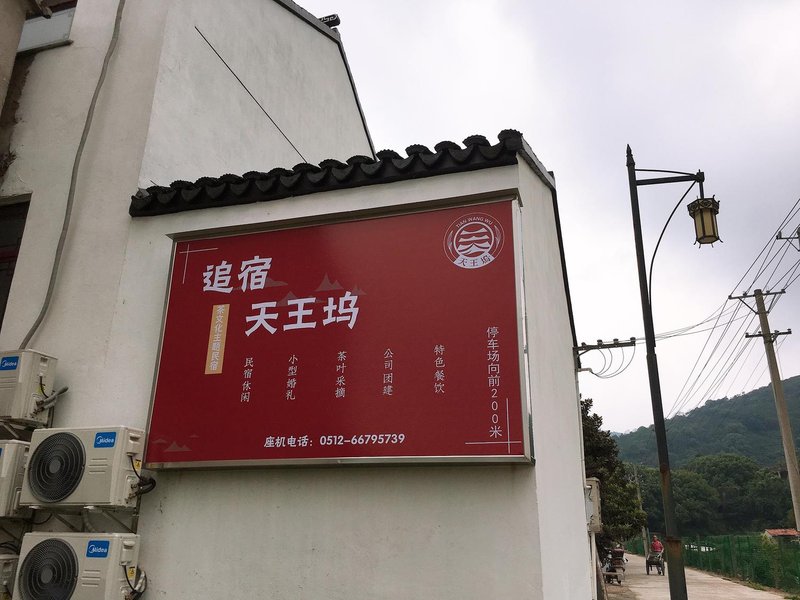 追宿
天王坞
茶文化主题民宿
TIAN WANG WU
天王坞
民宿休闲
小型婚礼
茶叶采摘
公司团建
特色餐饮
停车场向前200米
座机电话：0512-66795739
Midea
Midea
Midea